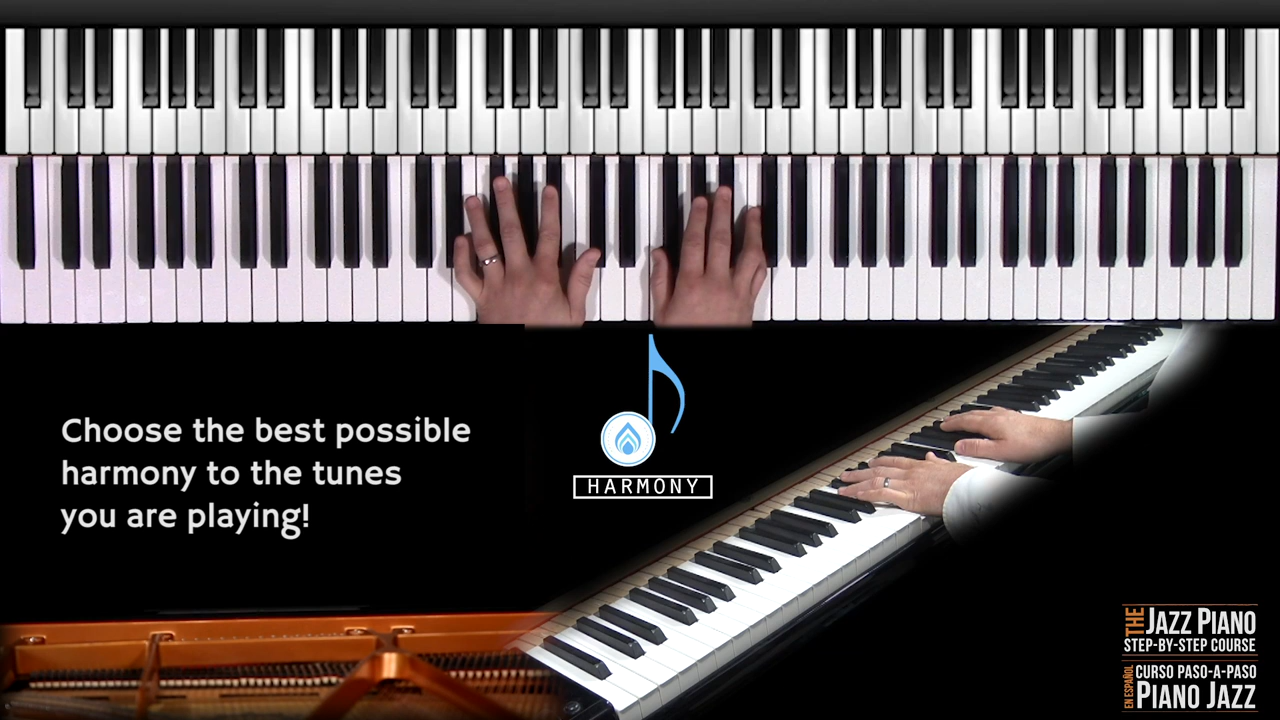 Choose the best possible
harmony to the tunes
you are playing!
HARMONY
THE JAZZ PIANO
STEP-BY-STEP COURSE
EN ESPAÑOL
CURSO PASO-A-PASO
PIANO JAZZ